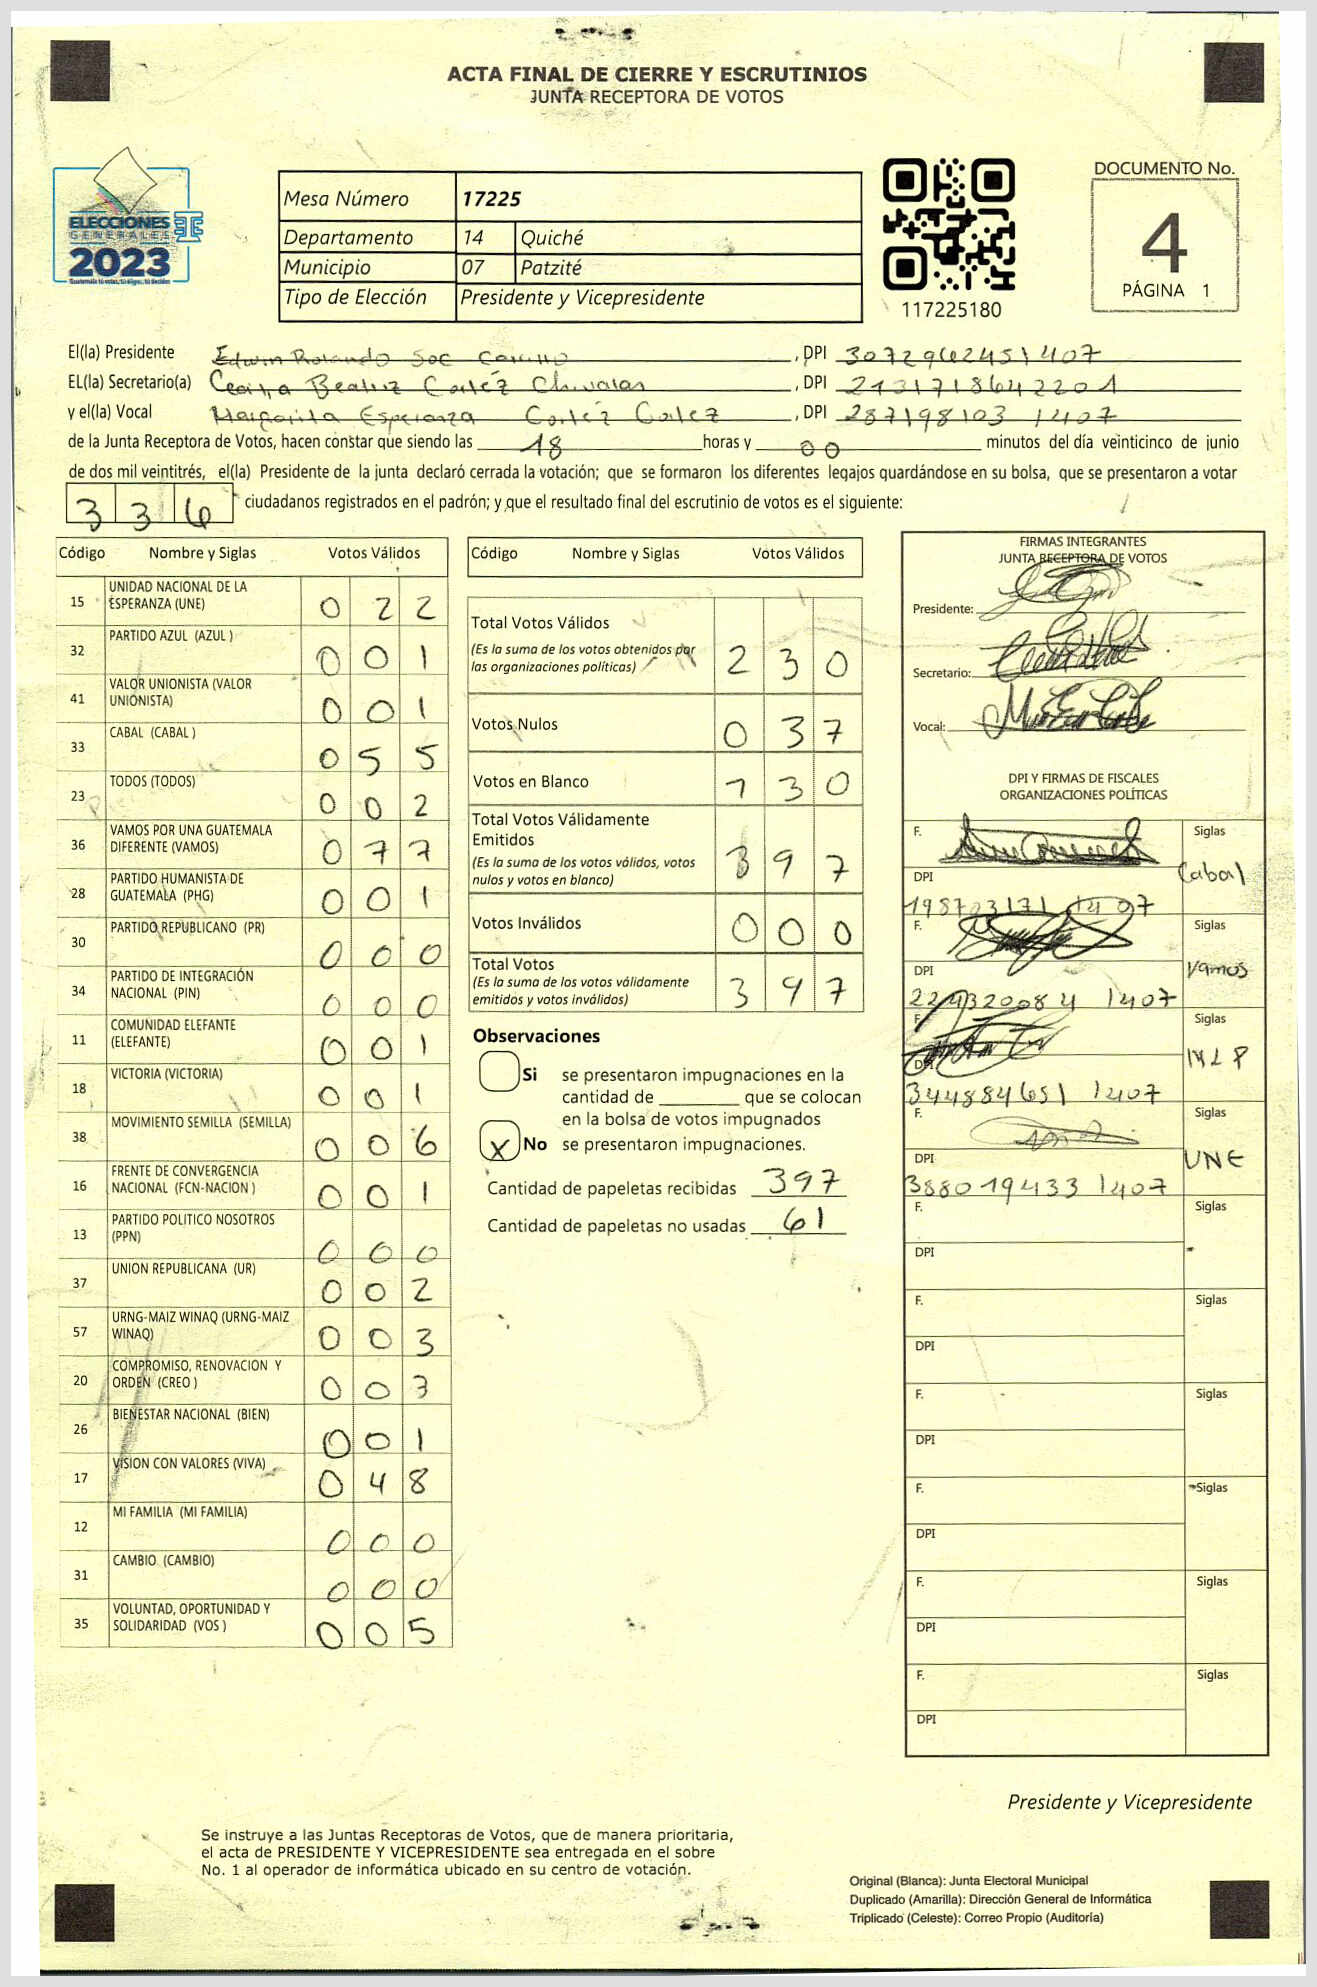 ACTA FINAL DE CIERRE Y ESCRUTINIOS
JUNTA RECEPTORA DE VOTOS
ELECCIONES
GENERALES
2023
Mesa Número 17225
Departamento 14 Quiché
Municipio 07 Patzité
Tipo de Elección Presidente y Vicepresidente
117225180
DOCUMENTO No.
4
PÁGINA 1
El(la) Presidente Edwin Rolando Soc Carrillo, DPI 3072962451407
EL(la) Secretario(a) Beatriz Cortéz, DPI 2131718642201
y el(la) Vocal Margarita Esperanza Cortéz Cortez, DPI 287198103 1407
de la Junta Receptora de Votos, hacen constar que siendo las 18 horas y 00 minutos del día veinticinco de junio
de dos mil veintitrés, el(la) Presidente de la junta declaró cerrada la votación; que se formaron los diferentes legajos guardándose en su bolsa, que se presentaron a votar
336 ciudadanos registrados en el padrón; y que el resultado final del escrutinio de votos es el siguiente:
Código Nombre y Siglas Votos Válidos
15 UNIDAD NACIONAL DE LA
ESPERANZA (UNE) 0 2 2
32 PARTIDO AZUL (AZUL ) 0 0 1
41 VALOR UNIONISTA (VALOR
UNIONISTA) 0 0 1
33 CABAL (CABAL ) 0 5 5
23 TODOS (TODOS) 0 0 2
36 VAMOS POR UNA GUATEMALA
DIFERENTE (VAMOS) 0 7 7
28 PARTIDO HUMANISTA DE
GUATEMALA (PHG) 0 0 1
30 PARTIDO REPUBLICANO (PR) 0 0 0
34 PARTIDO DE INTEGRACIÓN
NACIONAL (PIN) 0 0 0
11 COMUNIDAD ELEFANTE
(ELEFANTE) 0 0 1
18 VICTORIA (VICTORIA) 0 0 1
38 MOVIMIENTO SEMILLA (SEMILLA) 0 0 6
16 FRENTE DE CONVERGENCIA
NACIONAL (FCN-NACION ) 0 0 1
13 PARTIDO POLITICO NOSOTROS
(PPN) 0 0 0
37 UNION REPUBLICANA (UR) 0 0 2
57 URNG-MAIZ WINAQ (URNG-MAIZ
WINAQ) 0 0 3
20 COMPROMISO, RENOVACION Y
ORDEN (CREO ) 0 0 3
26 BIENESTAR NACIONAL (BIEN) 0 0 1
17 VISION CON VALORES (VIVA) 0 4 8
12 MI FAMILIA (MI FAMILIA) 0 0 0
31 CAMBIO (CAMBIO) 0 0 0
35 VOLUNTAD, OPORTUNIDAD Y
SOLIDARIDAD (VOS ) 0 0 5
Código Nombre y Siglas Votos Válidos
Total Votos Válidos
(Es la suma de los votos obtenidos por
las organizaciones políticas) 2 3 0
Votos Nulos 0 3 7
Votos en Blanco 1 3 0
Total Votos Válidamente
Emitidos
(Es la suma de los votos válidos, votos
nulos y votos en blanco) 3 9 7
Votos Inválidos 0 0 0
Total Votos
(Es la suma de los votos válidamente
emitidos y votos inválidos) 3 9 7
Observaciones
Si se presentaron impugnaciones en la
cantidad de ________ que se colocan
en la bolsa de votos impugnados
X No se presentaron impugnaciones.
Cantidad de papeletas recibidas 397
Cantidad de papeletas no usadas 61
FIRMAS INTEGRANTES
JUNTA RECEPTORA DE VOTOS
Presidente:
Secretario:
Vocal:
DPI Y FIRMAS DE FISCALES
ORGANIZACIONES POLÍTICAS
F. Siglas
Cabal
DPI
198723171 1407
F. Siglas
Vamos
DPI
224320084 1407
F. Siglas
MLP
DPI
344884651 1407
F. Siglas
UNE
DPI
388019433 1407
F. Siglas
DPI
F. Siglas
DPI
F. Siglas
DPI
F. Siglas
DPI
F. Siglas
DPI
F. Siglas
DPI
Presidente y Vicepresidente
Se instruye a las Juntas Receptoras de Votos, que de manera prioritaria,
el acta de PRESIDENTE Y VICEPRESIDENTE sea entregada en el sobre
No. 1 al operador de informática ubicado en su centro de votación.
Original (Blanca): Junta Electoral Municipal
Duplicado (Amarilla): Dirección General de Informática
Triplicado (Celeste): Correo Propio (Auditoría)